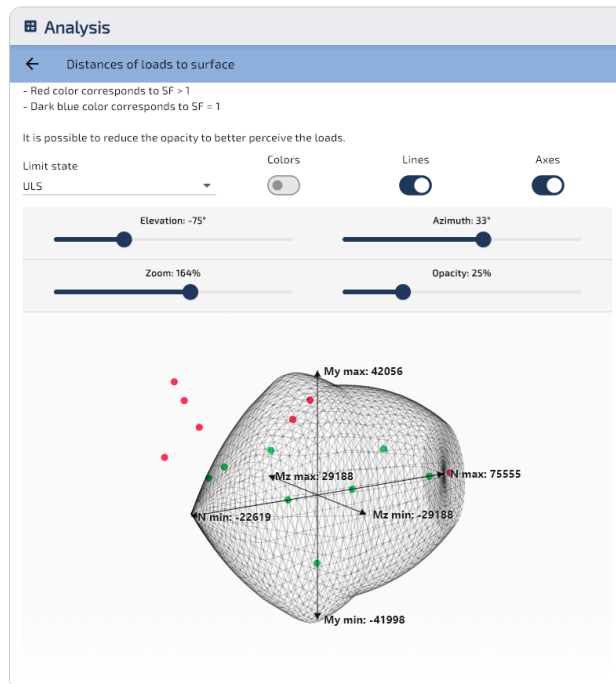 Analysis
Distances of loads to surface
- Red color corresponds to SF > 1
- Dark blue color corresponds to SF = 1
It is possible to reduce the opacity to better perceive the loads.
Limit state
Colors
Lines
Axes
ULS
Elevation: -75°
Azimuth: 33°
Zoom: 164%
Opacity: 25%
My max: 42056
Mz max: 29188
N max: 75555
N min: -22619
Mz min: -29188
My min: -41998